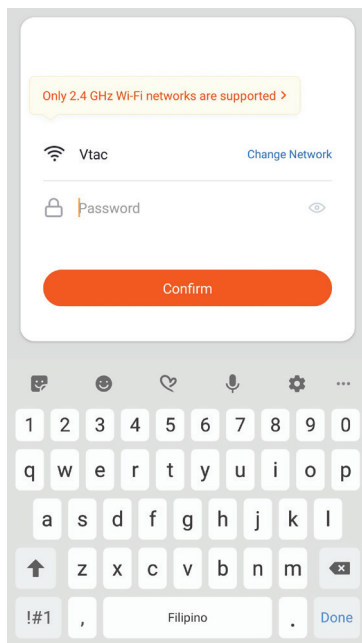 Only 2.4 GHz Wi-Fi networks are supported >
Vtac
Change Network
Password
Confirm
1 2 3 4 5 6 7 8 9 0
q w e r t y u i o p
a s d f g h j k l
z x c v b n m
!#1 , Filipino . Done